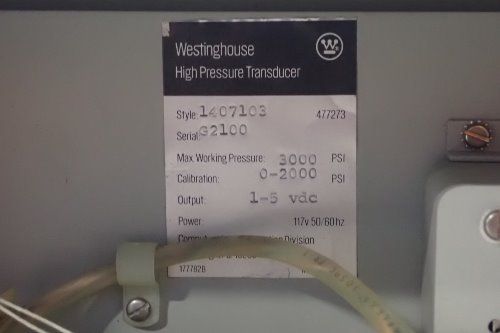 Westinghouse
High Pressure Transducer
Style: 1407103 477273
Serial: G2100
Max. Working Pressure: 3000 PSI
Calibration: 0-2000 PSI
Output: 1-5 vdc
Power: 117v 50/60hz
Division